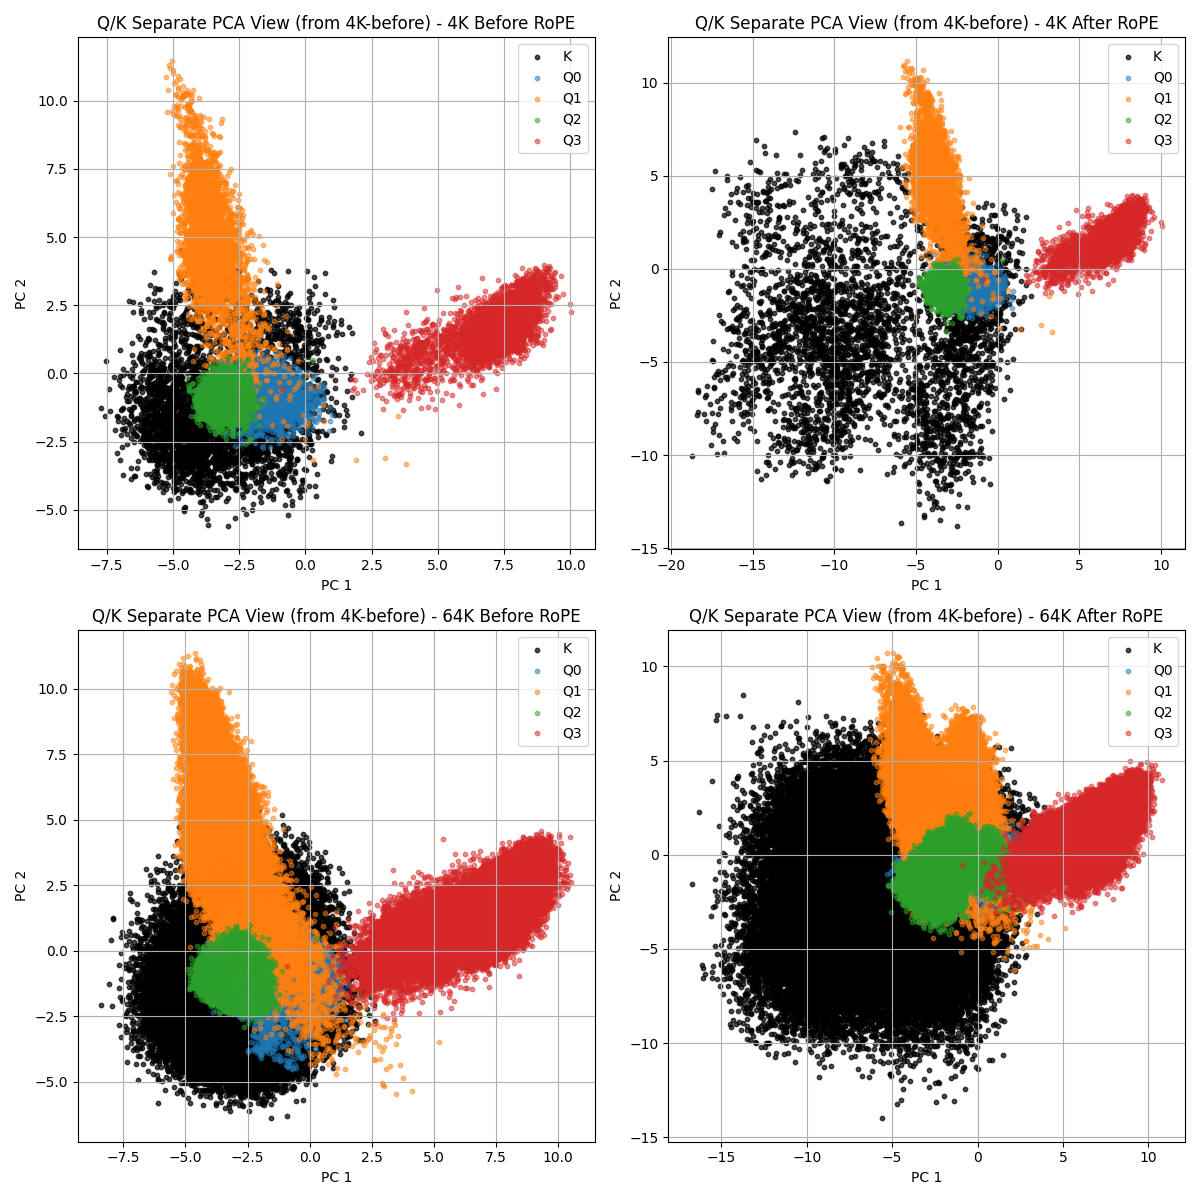 Q/K Separate PCA View (from 4K-before) - 4K Before RoPE
K
Q0
Q1
Q2
Q3
PC 2
10.0
7.5
5.0
2.5
0.0
−2.5
−5.0
−7.5
−5.0
−2.5
0.0
2.5
5.0
7.5
10.0
PC 1
Q/K Separate PCA View (from 4K-before) - 4K After RoPE
K
Q0
Q1
Q2
Q3
PC 2
10
5
0
−5
−10
−15
−20
−15
−10
−5
0
5
10
PC 1
Q/K Separate PCA View (from 4K-before) - 64K Before RoPE
K
Q0
Q1
Q2
Q3
PC 2
10.0
7.5
5.0
2.5
0.0
−2.5
−5.0
−7.5
−5.0
−2.5
0.0
2.5
5.0
7.5
10.0
PC 1
Q/K Separate PCA View (from 4K-before) - 64K After RoPE
K
Q0
Q1
Q2
Q3
PC 2
10
5
0
−5
−10
−15
−15
−10
−5
0
5
10
PC 1